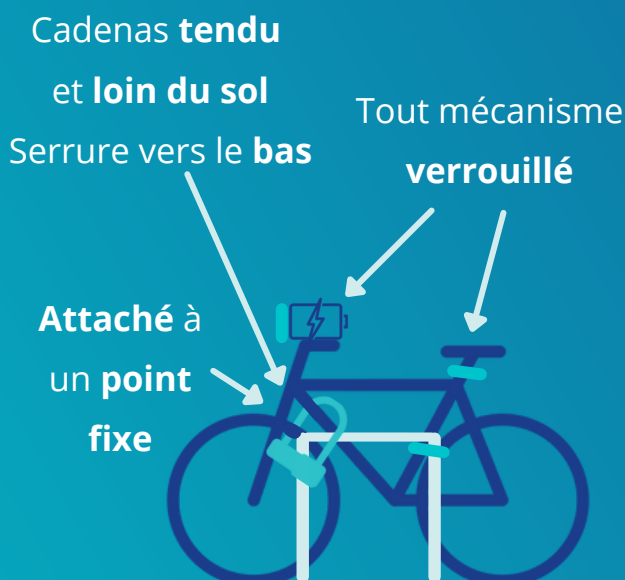 Cadenas tendu
et loin du sol
Serrure vers le bas
Tout mécanisme
verrouillé
Attaché à
un point
fixe